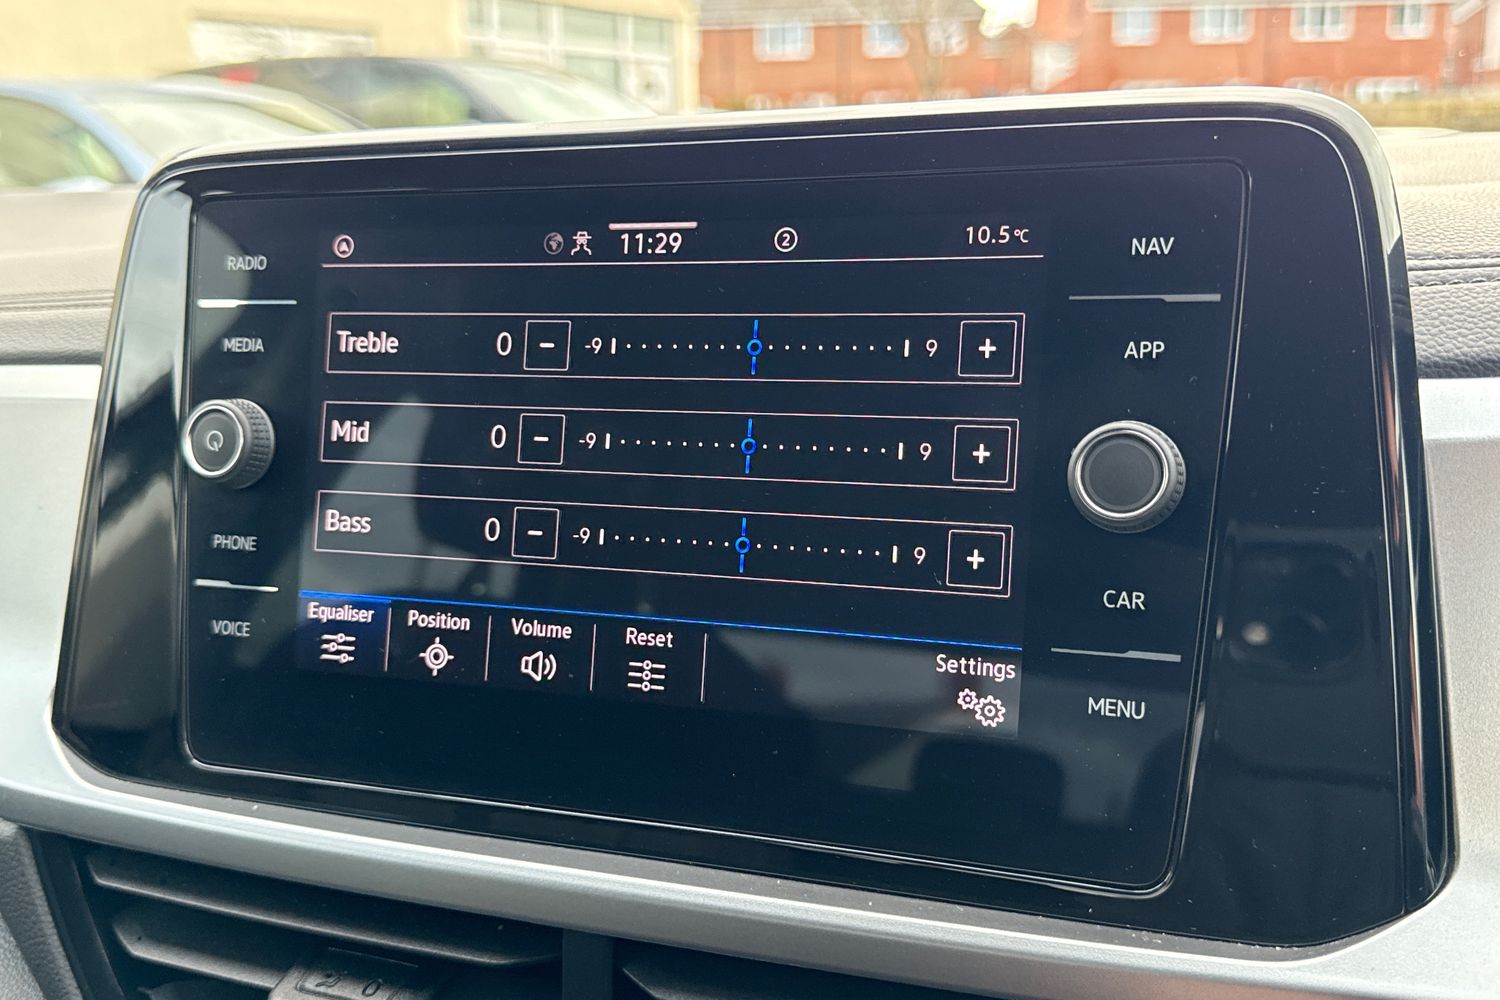 11:29
2
10.5°C
RADIO
MEDIA
PHONE
VOICE
Treble 0 - -9 9 +
Mid 0 - -9 9 +
Bass 0 - -9 9 +
Equaliser Position Volume Reset Settings
NAV
APP
CAR
MENU